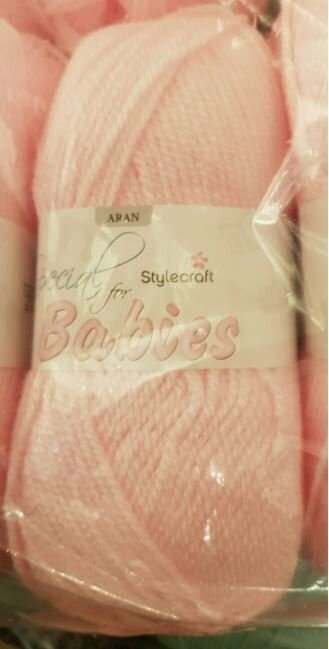 ARAN
Special
for
Stylecraft
Babies